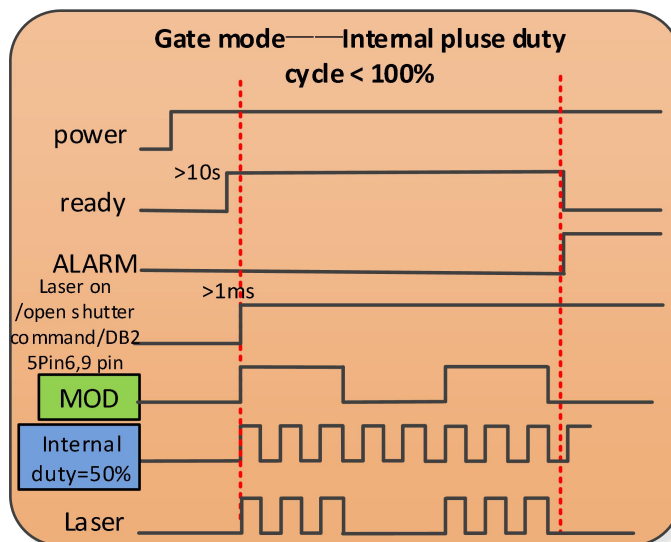 Gate mode——Internal pluse duty
cycle < 100%
power
>10s
ready
ALARM
>1ms
Laser on
/open shutter
command/DB2
5Pin6,9 pin
MOD
Internal
duty=50%
Laser